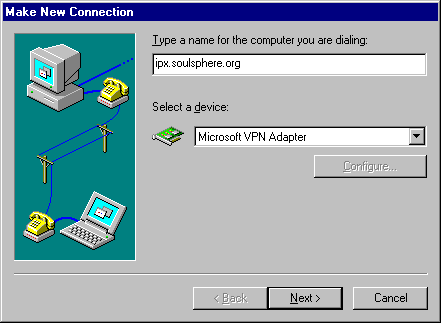 Make New Connection
Type a name for the computer you are dialing:
ipx.soulsphere.org
Select a device:
Microsoft VPN Adapter
Configure...
< Back
Next >
Cancel